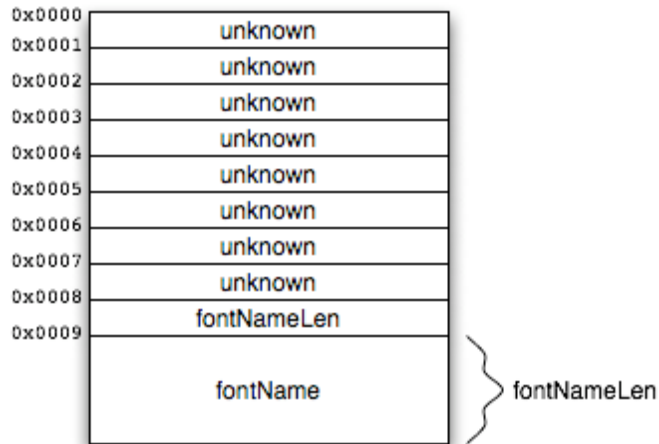 0x0000
unknown
0x0001
unknown
0x0002
unknown
0x0003
unknown
0x0004
unknown
0x0005
unknown
0x0006
unknown
0x0007
unknown
0x0008
fontNameLen
0x0009
fontName fontNameLen